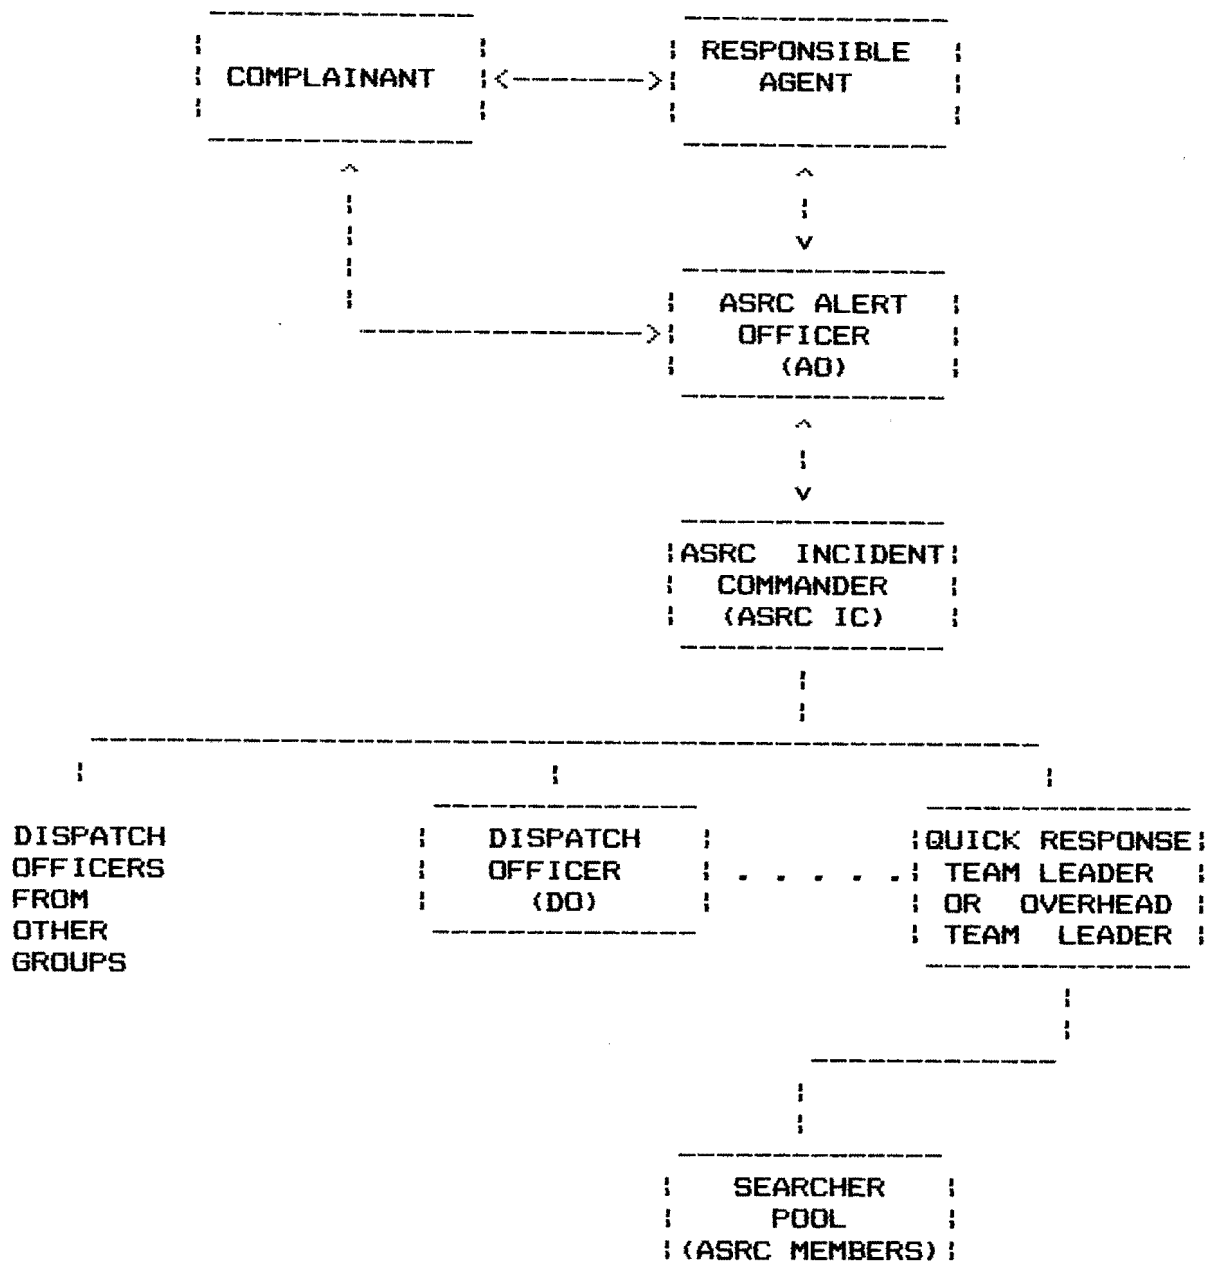 COMPLAINANT
RESPONSIBLE
AGENT
ASRC ALERT
OFFICER
(AO)
ASRC INCIDENT
COMMANDER
(ASRC IC)
DISPATCH
OFFICERS
FROM
OTHER
GROUPS
DISPATCH
OFFICER
(DO)
QUICK RESPONSE
TEAM LEADER
OR OVERHEAD
TEAM LEADER
SEARCHER
POOL
(ASRC MEMBERS)